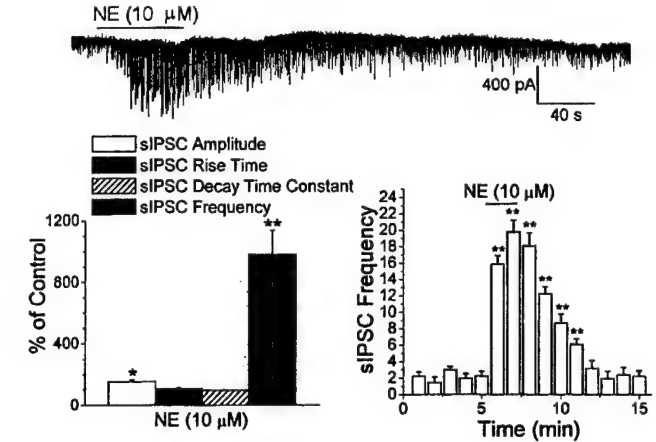 NE (10 μM)
400 pA
40 s
sIPSC Amplitude
sIPSC Rise Time
sIPSC Decay Time Constant
sIPSC Frequency
% of Control
1200
800
400
0
*
**
NE (10 μM)
NE (10 μM)
sIPSC Frequency
24
22
20
18
16
14
12
10
8
6
4
2
0
**
**
**
**
**
**
0
5
10
15
Time (min)